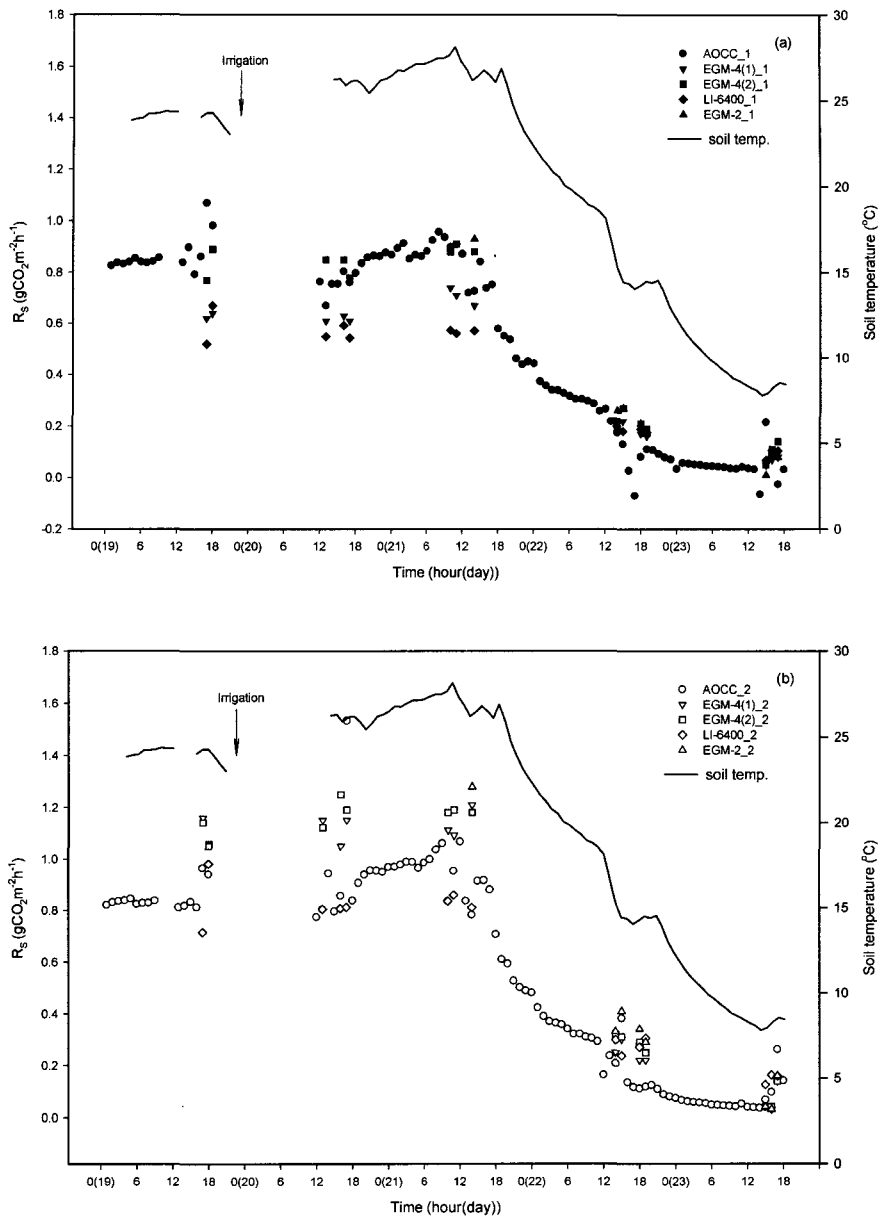 (a)
Irrigation
AOCC_1
EGM-4(1)_1
EGM-4(2)_1
LI-6400_1
EGM-2_1
soil temp.
1.8
1.6
1.4
1.2
1.0
0.8
0.6
0.4
0.2
0.0
-0.2
R_S (gCO₂m⁻²h⁻¹)
30
25
20
15
10
5
0
Soil temperature (°C)
0(19) 6 12 18 0(20) 6 12 18 0(21) 6 12 18 0(22) 6 12 18 0(23) 6 12 18
Time (hour(day))
(b)
Irrigation
AOCC_2
EGM-4(1)_2
EGM-4(2)_2
LI-6400_2
EGM-2_2
soil temp.
1.8
1.6
1.4
1.2
1.0
0.8
0.6
0.4
0.2
0.0
R_S (gCO₂m⁻²h⁻¹)
30
25
20
15
10
5
0
Soil temperature (°C)
0(19) 6 12 18 0(20) 6 12 18 0(21) 6 12 18 0(22) 6 12 18 0(23) 6 12 18
Time (hour(day))